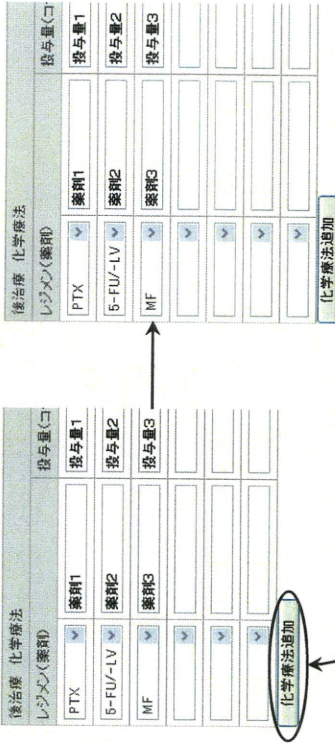 後治療 化学療法
レジメン(薬剤) 投与量(コ
PTX 薬剤1 投与量1
5-FU/-LV 薬剤2 投与量2
MF 薬剤3 投与量3
化学療法追加
後治療 化学療法
レジメン(薬剤) 投与量(コ
PTX 薬剤1 投与量1
5-FU/-LV 薬剤2 投与量2
MF 薬剤3 投与量3
化学療法追加